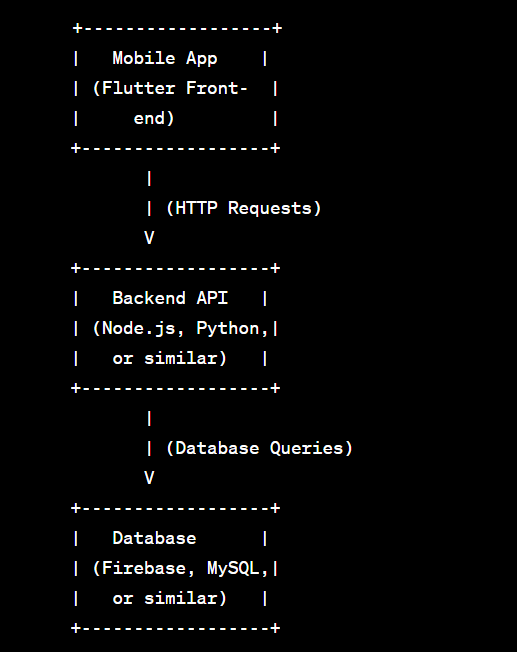 +------------------+
|   Mobile App    |
| (Flutter Front-  |
|     end)         |
+------------------+
       |
       | (HTTP Requests)
       V
+------------------+
|   Backend API   |
| (Node.js, Python,|
|   or similar)   |
+------------------+
       |
       | (Database Queries)
       V
+------------------+
|   Database      |
| (Firebase, MySQL,|
|   or similar)   |
+------------------+